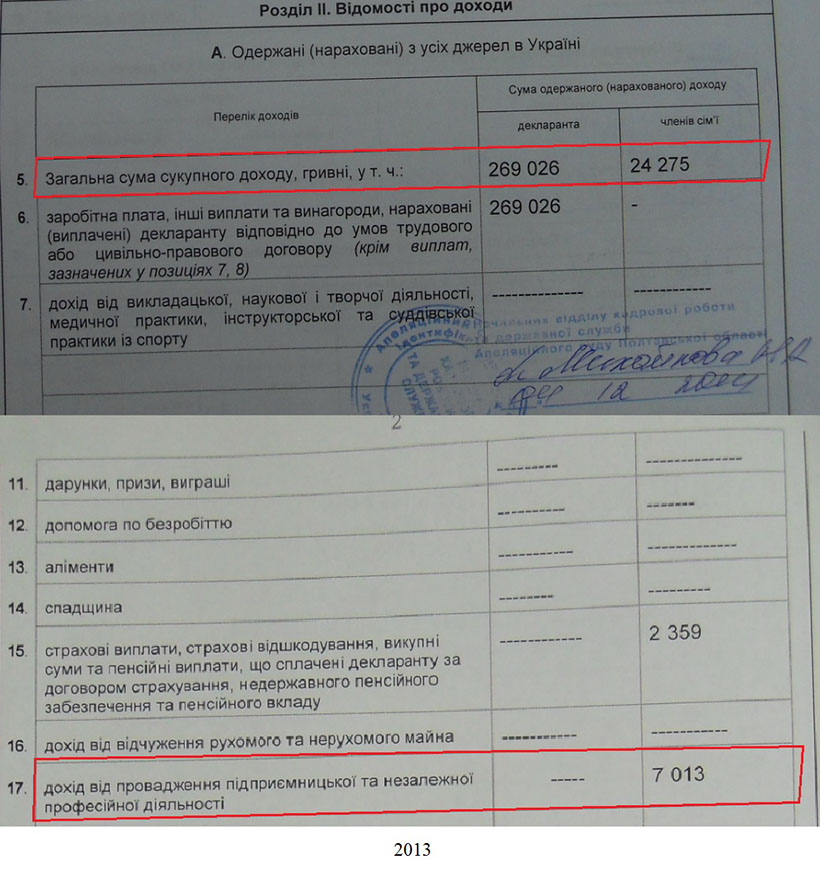 Розділ II. Відомості про доходи
А. Одержані (нараховані) з усіх джерел в Україні
Перелік доходів
Сума одержаного (нарахованого) доходу
декларанта
членів сім'ї
5. Загальна сума сукупного доходу, гривні, у т. ч.: 269 026 24 275
6. заробітна плата, інші виплати та винагороди, нараховані 269 026 -
(виплачені) декларанту відповідно до умов трудового
або цивільно-правового договору (крім виплат,
зазначених у позиціях 7, 8)
7. дохід від викладацької, наукової і творчої діяльності, --------------- -------------
медичної практики, інструкторської та суддівської
практики із спорту
Начальник відділу кадрової роботи
та державної служби
Апеляційного суду Полтавської області
04 12 2014
2
11. дарунки, призи, виграші --------- --------------
12. допомога по безробіттю ---------- -------
13. аліменти ----------- -------------
14. спадщина -------- ---------
15. страхові виплати, страхові відшкодування, викупні ------------ 2 359
суми та пенсійні виплати, що сплачені декларанту за
договором страхування, недержавного пенсійного
забезпечення та пенсійного вкладу
16. дохід від відчуження рухомого та нерухомого майна ----------- -----------
17. дохід від провадження підприємницької та незалежної ----- 7 013
професійної діяльності
2013